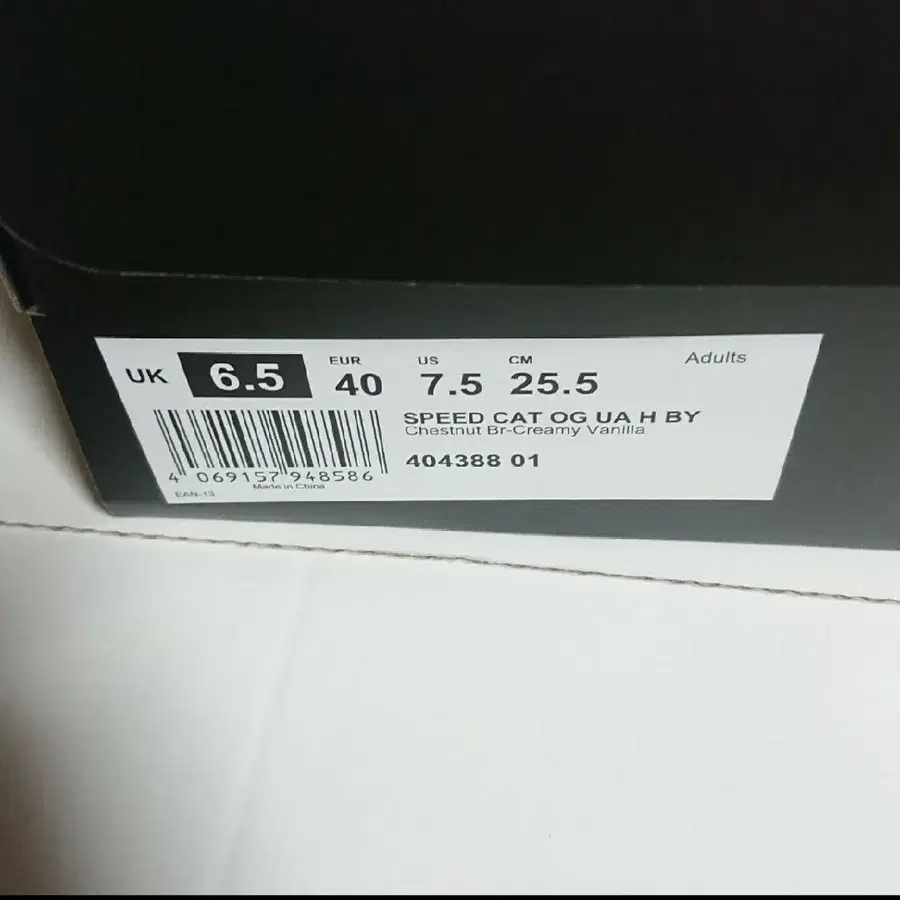 UK 6.5 EUR 40 US 7.5 CM 25.5 Adults
SPEED CAT OG UA H BY
Chestnut Br-Creamy Vanilla
404388 01
4 069157 948586
Made in China
EAN-13